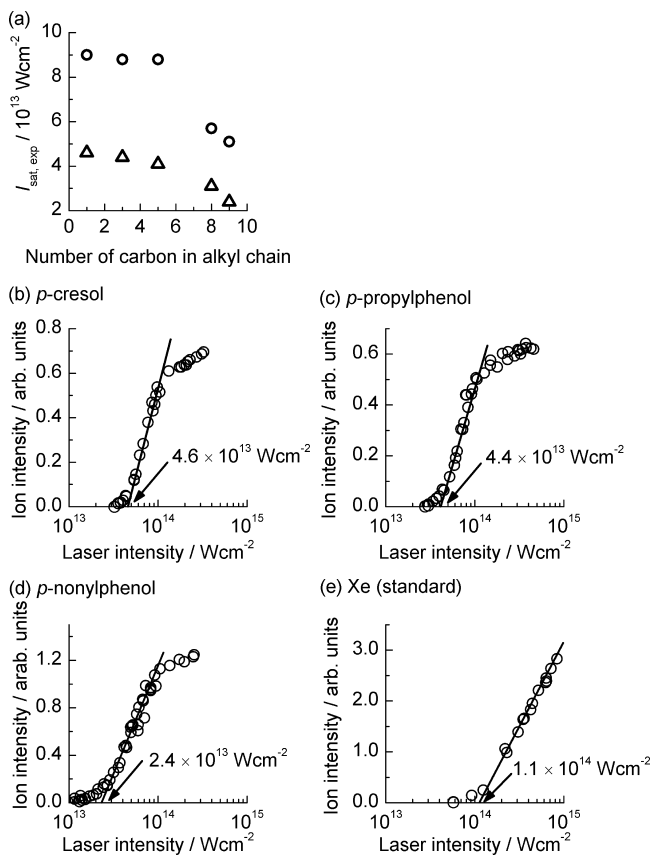 (a)
I sat, exp / 10^13 Wcm^-2
10
8
6
4
2
0 2 4 6 8 10
Number of carbon in alkyl chain
(b) p-cresol
Ion intensity / arb. units
0.8
0.6
0.4
0.2
0.0
4.6 × 10^13 Wcm^-2
10^13 10^14 10^15
Laser intensity / Wcm^-2
(c) p-propylphenol
Ion intensity / arb. units
0.6
0.4
0.2
0.0
4.4 × 10^13 Wcm^-2
10^13 10^14 10^15
Laser intensity / Wcm^-2
(d) p-nonylphenol
Ion intensity / arab. units
1.2
0.8
0.4
0.0
2.4 × 10^13 Wcm^-2
10^13 10^14 10^15
Laser intensity / Wcm^-2
(e) Xe (standard)
Ion intensity / arb. units
3.0
2.0
1.0
0.0
1.1 × 10^14 Wcm^-2
10^13 10^14 10^15
Laser intensity / Wcm^-2